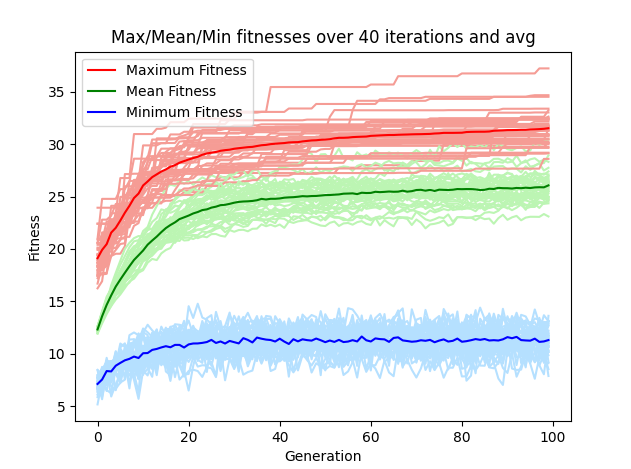 Max/Mean/Min fitnesses over 40 iterations and avg
Maximum Fitness
Mean Fitness
Minimum Fitness
Fitness
35
30
25
20
15
10
5
0
20
40
60
80
100
Generation